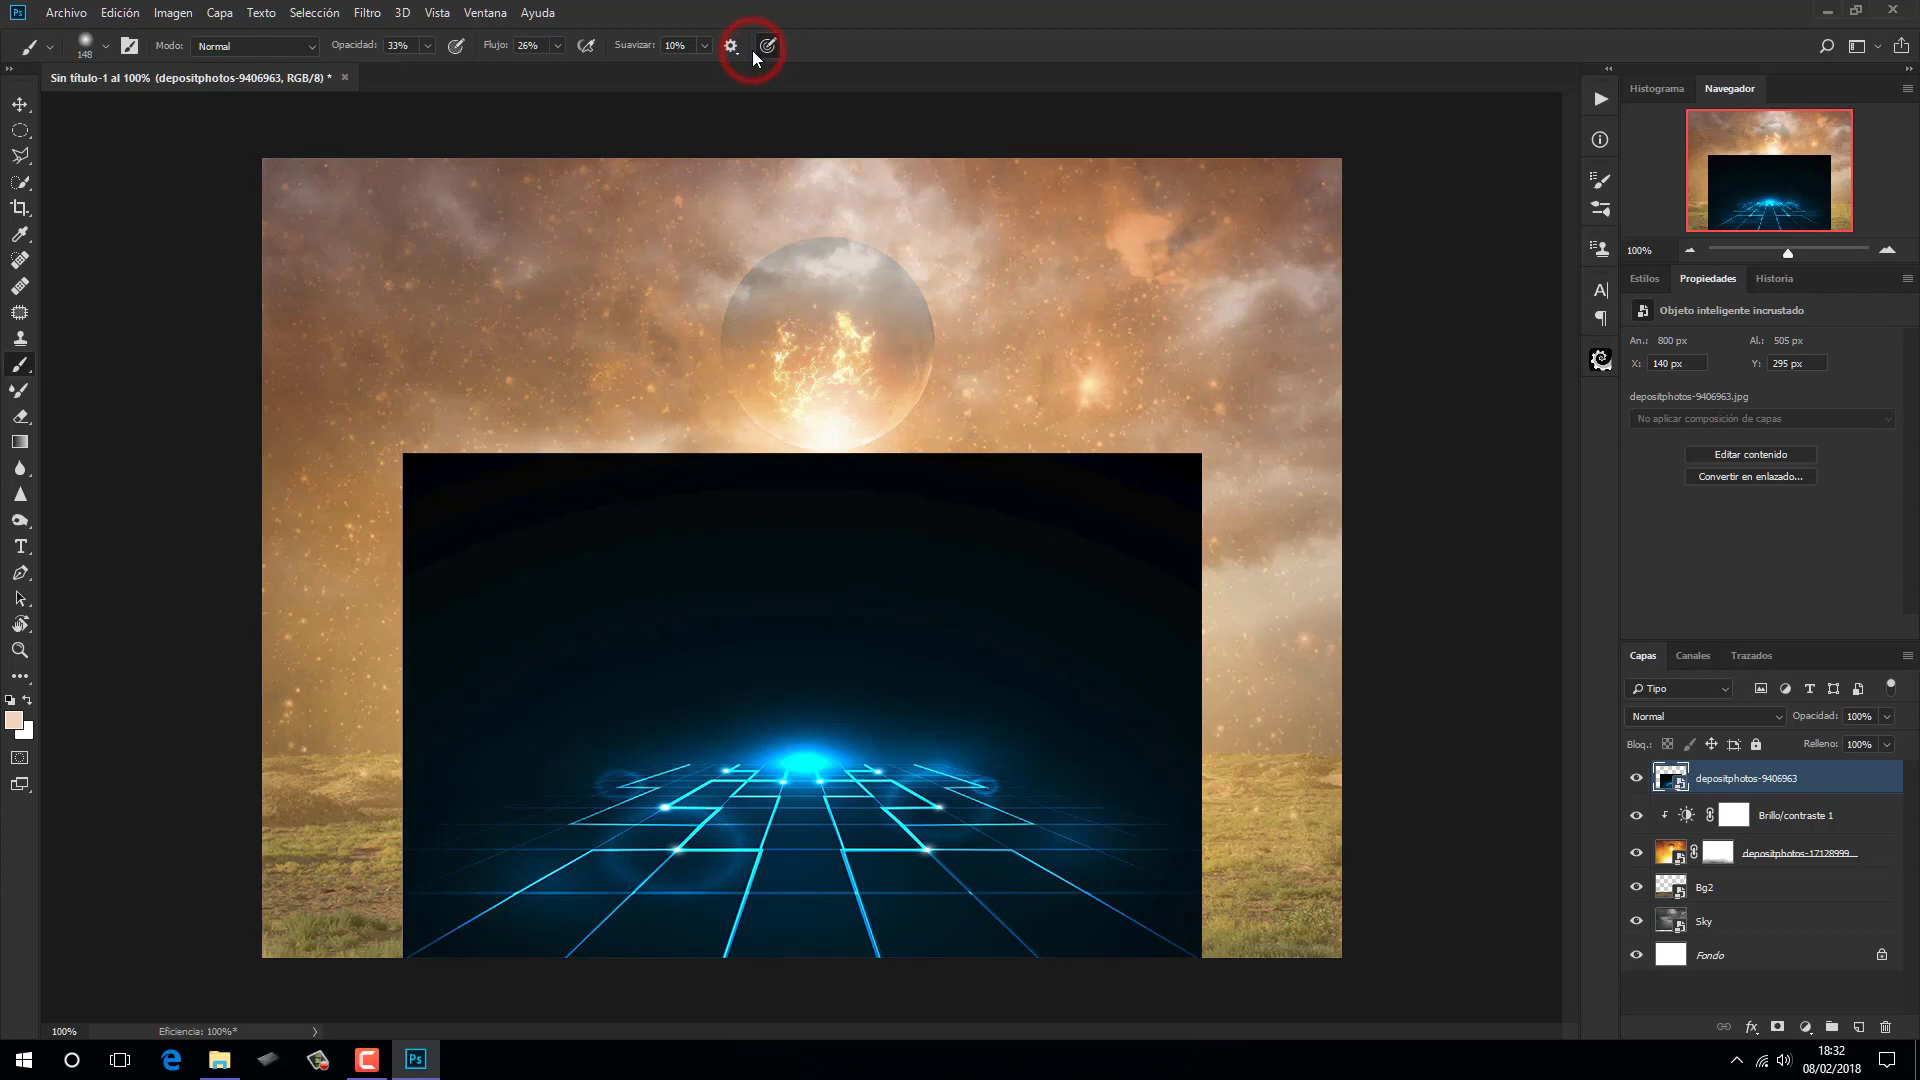 Ps Archivo Edición Imagen Capa Texto Selección Filtro 3D Vista Ventana Ayuda
148 Modo: Normal Opacidad: 33% Flujo: 26% Suavizar: 10%
Sin título-1 al 100% (depositphotos-9406963, RGB/8) * ×
Histograma Navegador
100%
Estilos Propiedades Historia
Objeto inteligente incrustado
An.: 800 px Al.: 505 px
X: 140 px Y: 295 px
depositphotos-9406963.jpg
No aplicar composición de capas
Editar contenido
Convertir en enlazado...
Capas Canales Trazados
Tipo
Normal Opacidad: 100%
Bloq.: Relleno: 100%
depositphotos-9406963
Brillo/contraste 1
depositphotos-17128999...
Bg2
Sky
Fondo
100% Eficiencia: 100%*
Ps
18:32
08/02/2018